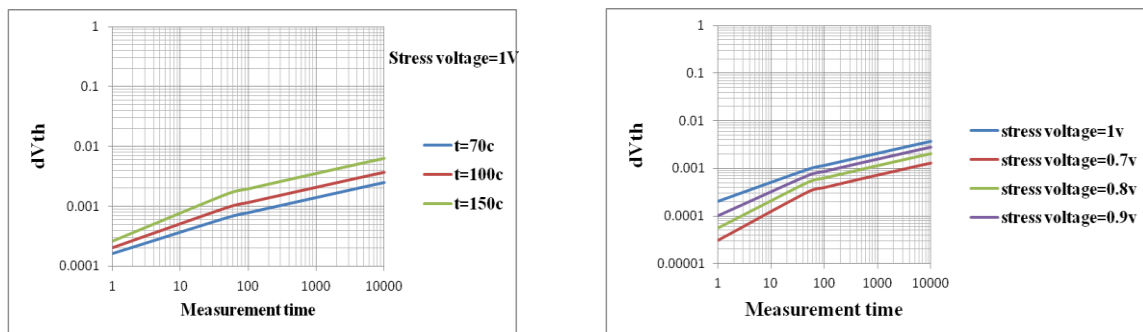 1
0.1
0.01
0.001
0.0001
dVth
1 10 100 1000 10000
Measurement time
Stress voltage=1V
t=70c
t=100c
t=150c
1
0.1
0.01
0.001
0.0001
0.00001
dVth
1 10 100 1000 10000
Measurement time
stress voltage=1v
stress voltage=0.7v
stress voltage=0.8v
stress voltage=0.9v